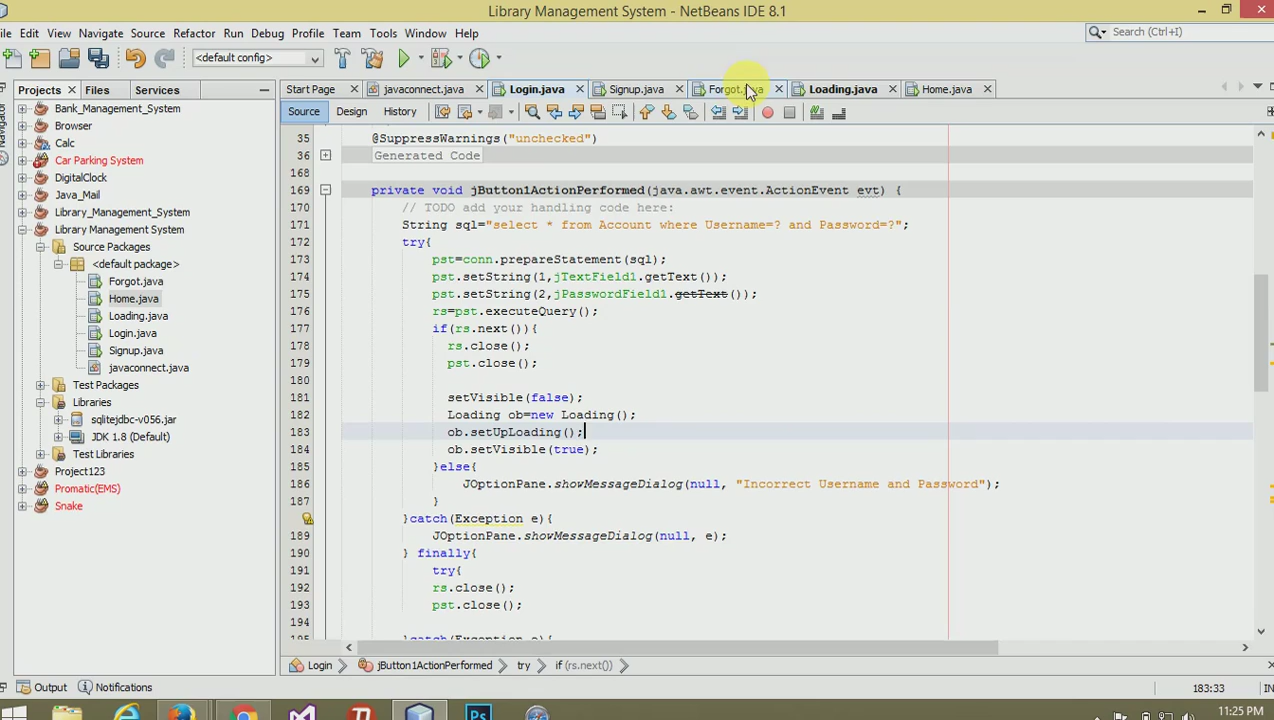 Library Management System - NetBeans IDE 8.1
Edit View Navigate Source Refactor Run Debug Profile Team Tools Window Help
Search (Ctrl+I)
<default config>
Projects Files Services
Start Page javaconnect.java Login.java Signup.java Forgot.java Loading.java Home.java
Source Design History
Bank_Management_System
Browser
Calc
Car Parking System
DigitalClock
Java_Mail
Library_Management_System
Library Management System
Source Packages
<default package>
Forgot.java
Home.java
Loading.java
Login.java
Signup.java
javaconnect.java
Test Packages
Libraries
sqlitejdbc-v056.jar
JDK 1.8 (Default)
Test Libraries
Project123
Promatic(EMS)
Snake
35 @SuppressWarnings("unchecked")
36 Generated Code
168
169 private void jButton1ActionPerformed(java.awt.event.ActionEvent evt) {
170 // TODO add your handling code here:
171 String sql="select * from Account where Username=? and Password=?";
172 try{
173 pst=conn.prepareStatement(sql);
174 pst.setString(1,jTextField1.getText());
175 pst.setString(2,jPasswordField1.getText());
176 rs=pst.executeQuery();
177 if(rs.next()){
178 rs.close();
179 pst.close();
180
181 setVisible(false);
182 Loading ob=new Loading();
183 ob.setUpLoading();
184 ob.setVisible(true);
185 }else{
186 JOptionPane.showMessageDialog(null, "Incorrect Username and Password");
187 }
}catch(Exception e){
189 JOptionPane.showMessageDialog(null, e);
190 } finally{
191 try{
192 rs.close();
193 pst.close();
194
195 }catch(Exception e){
Login jButton1ActionPerformed try if (rs.next())
Output Notifications
183:33
11:25 PM